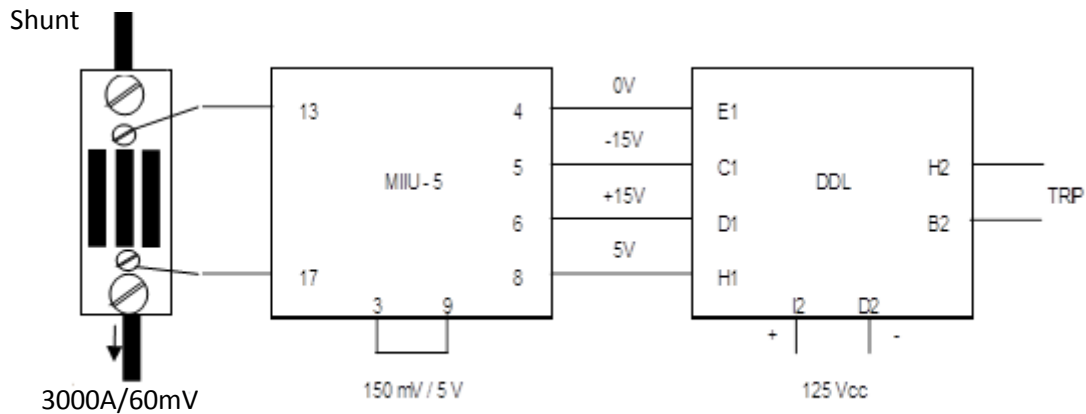 Shunt
13
17
3000A/60mV
MIIU - 5
4
5
6
8
3 9
150 mV / 5 V
0V
-15V
+15V
5V
E1
C1
D1
H1
DDL
H2
B2
TRIP
I2 D2
+ -
125 Vcc